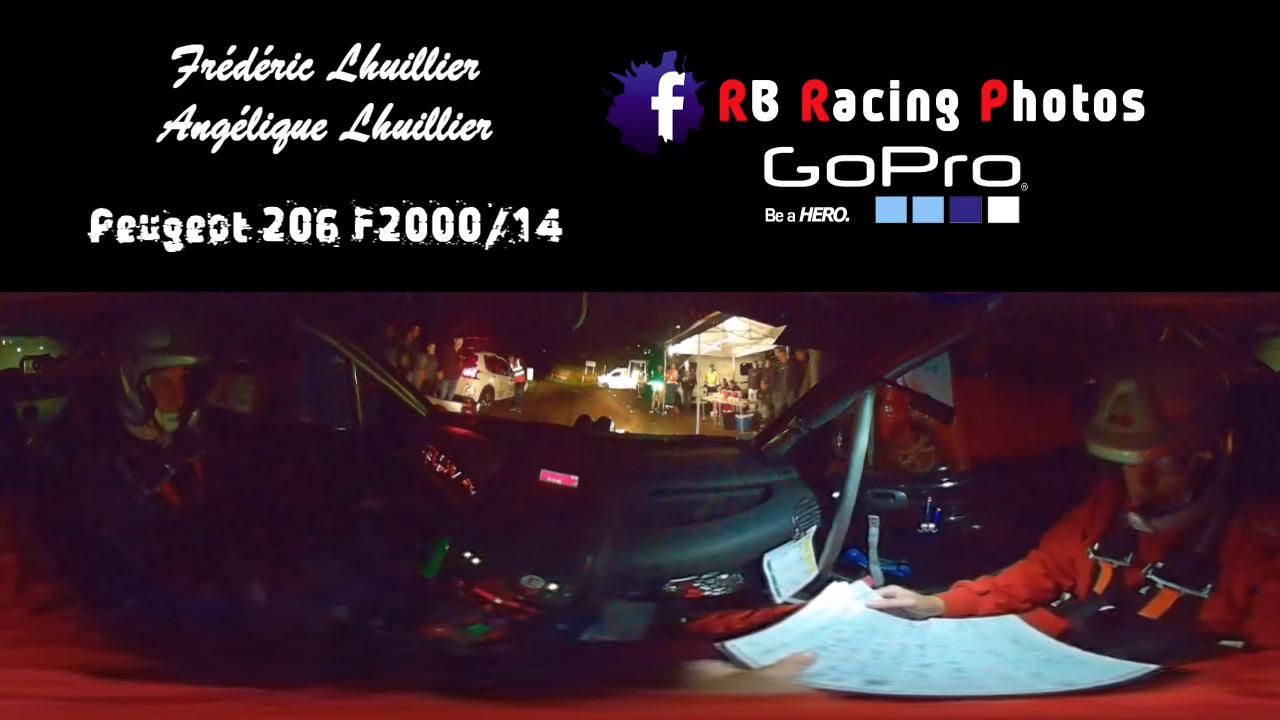 Frédéric Lhuillier
Angélique Lhuillier
Peugeot 206 F2000/14
f RB Racing Photos
GoPro®
Be a HERO.